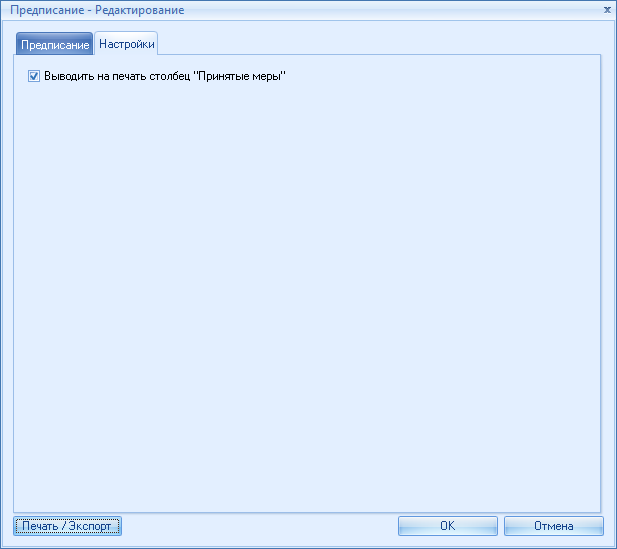 Предписание - Редактирование
Предписание Настройки
Выводить на печать столбец "Принятые меры"
Печать / Экспорт OK Отмена